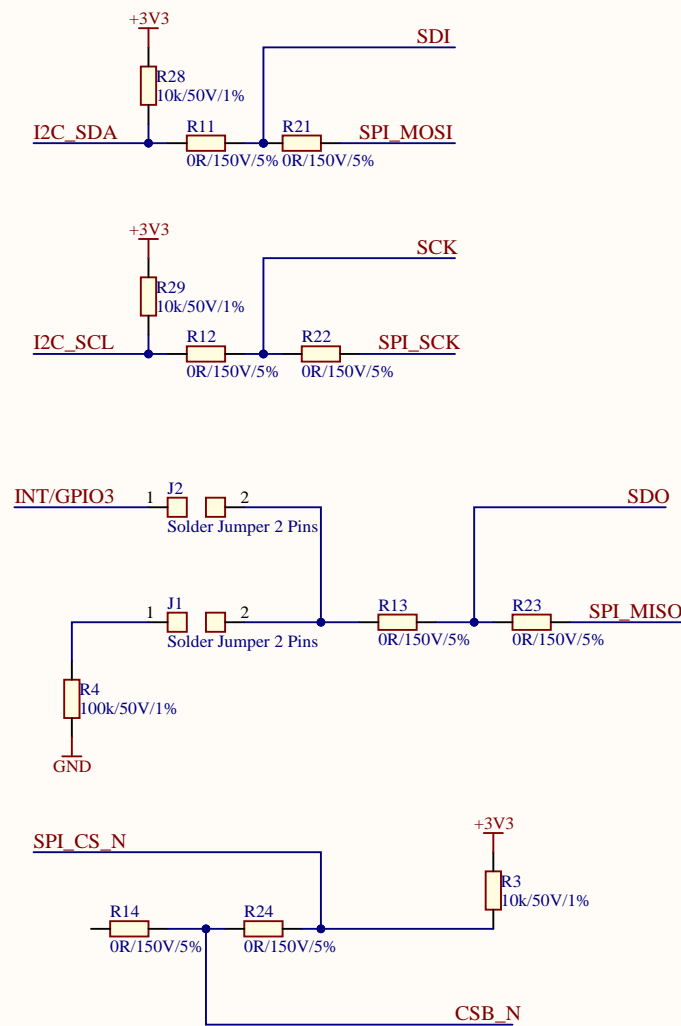 +3V3
SDI
R28
10k/50V/1%
I2C_SDA
R11
R21
SPI_MOSI
0R/150V/5%
0R/150V/5%
+3V3
SCK
R29
10k/50V/1%
I2C_SCL
R12
R22
SPI_SCK
0R/150V/5%
0R/150V/5%
INT/GPIO3
1
J2
2
SDO
Solder Jumper 2 Pins
1
J1
2
R13
R23
SPI_MISO
Solder Jumper 2 Pins
0R/150V/5%
0R/150V/5%
R4
100k/50V/1%
GND
+3V3
SPI_CS_N
R3
10k/50V/1%
R14
R24
0R/150V/5%
0R/150V/5%
CSB_N